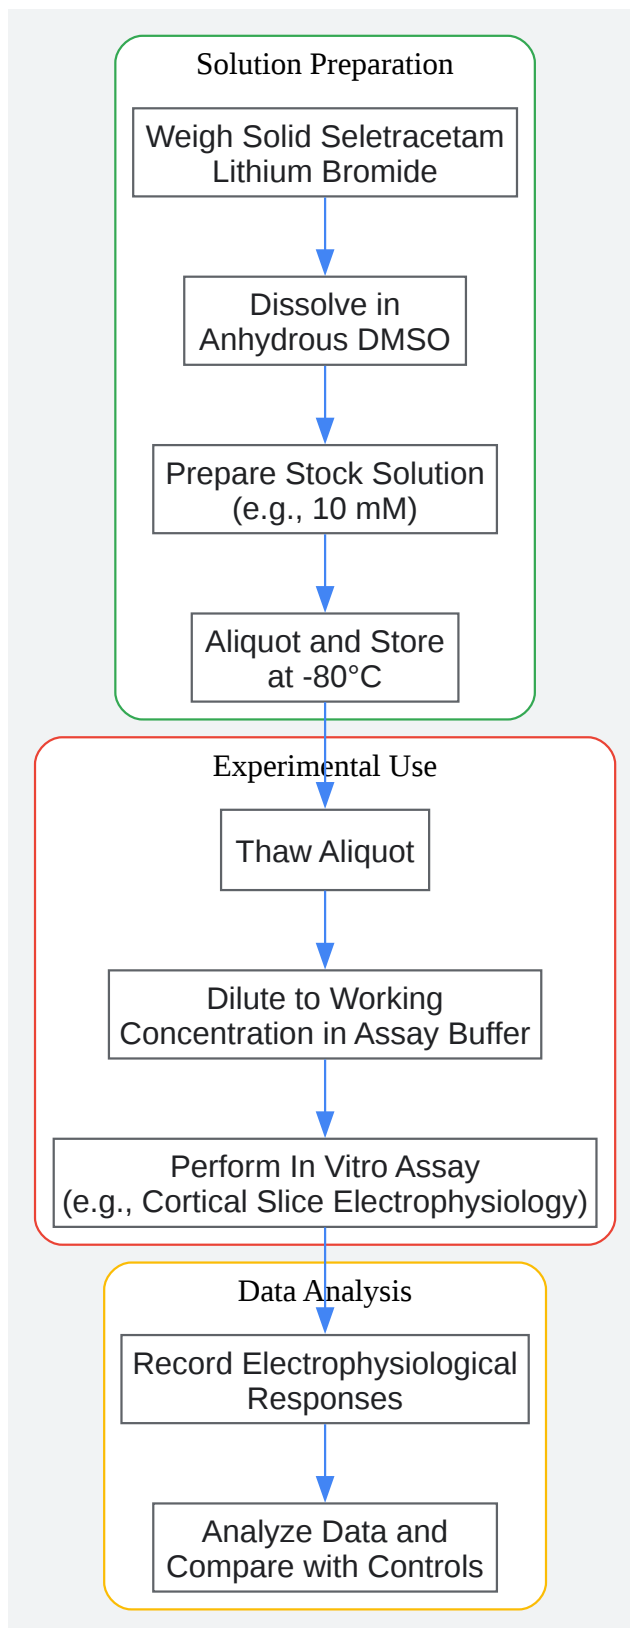 Solution Preparation
Weigh Solid Seletracetam
Lithium Bromide
Dissolve in
Anhydrous DMSO
Prepare Stock Solution
(e.g., 10 mM)
Aliquot and Store
at -80°C
Experimental Use
Thaw Aliquot
Dilute to Working
Concentration in Assay Buffer
Perform In Vitro Assay
(e.g., Cortical Slice Electrophysiology)
Data Analysis
Record Electrophysiological
Responses
Analyze Data and
Compare with Controls